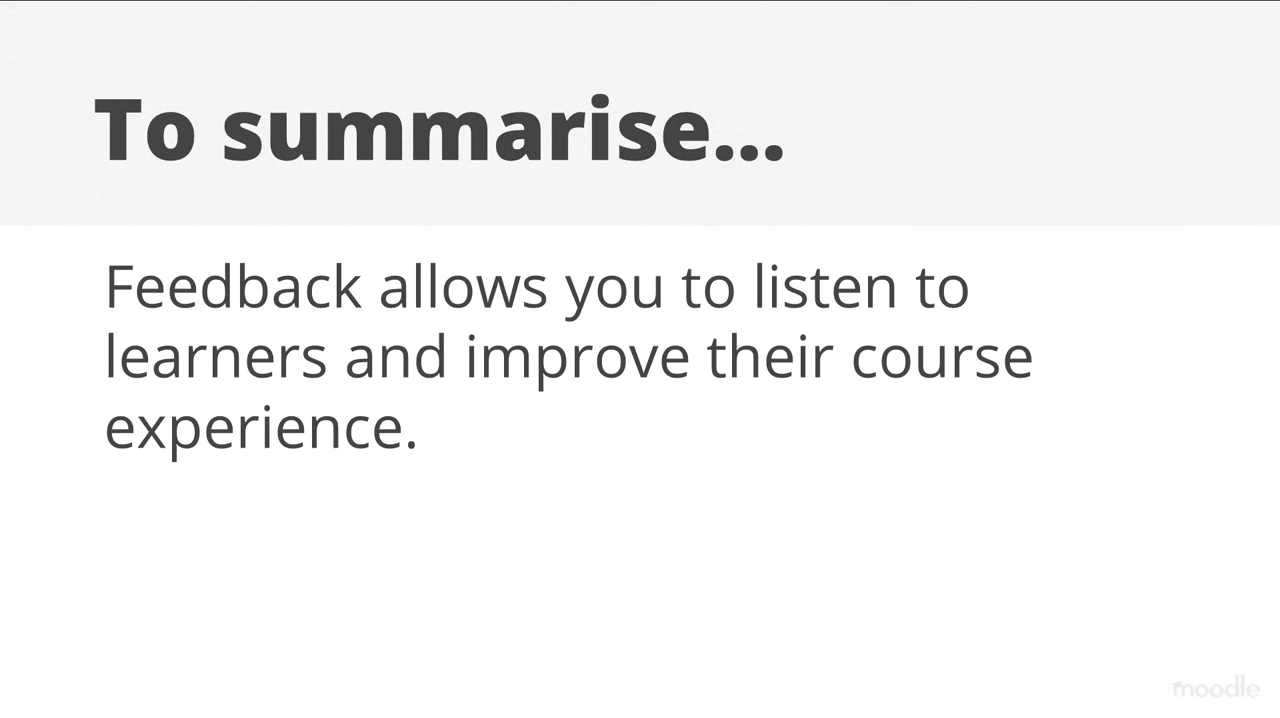 To summarise...
Feedback allows you to listen to
learners and improve their course
experience.
moodle